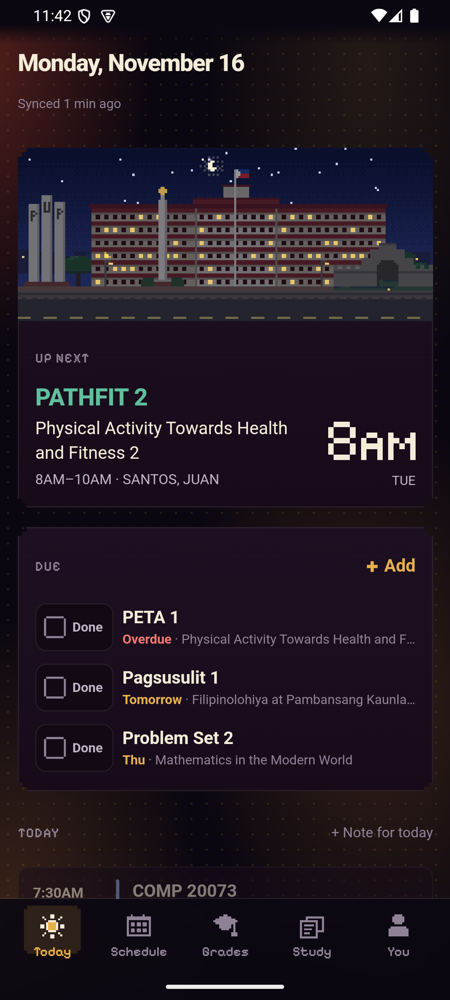 11:42
Monday, November 16
Synced 1 min ago
P U P
UP NEXT
PATHFIT 2
Physical Activity Towards Health
and Fitness 2
8AM
8AM–10AM · SANTOS, JUAN
TUE
DUE
+ Add
Done
PETA 1
Overdue · Physical Activity Towards Health and F…
Done
Pagsusulit 1
Tomorrow · Filipinolohiya at Pambansang Kaunla…
Done
Problem Set 2
Thu · Mathematics in the Modern World
TODAY
+ Note for today
7:30AM
COMP 20073
Today
Schedule
Grades
Study
You